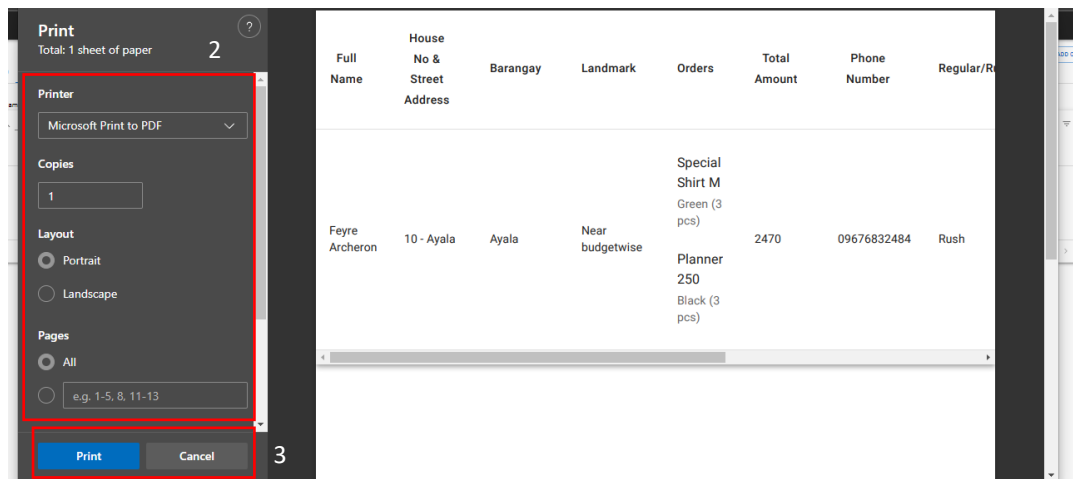 Print
?
Total: 1 sheet of paper
2
Printer
Microsoft Print to PDF
Copies
1
Layout
Portrait
Landscape
Pages
All
e.g. 1-5, 8, 11-13
Print
Cancel
3
Full Name
House No & Street Address
Barangay
Landmark
Orders
Total Amount
Phone Number
Regular/Ru
Feyre Archeron
10 - Ayala
Ayala
Near budgetwise
Special Shirt M
Green (3 pcs)
Planner 250
Black (3 pcs)
2470
09676832484
Rush